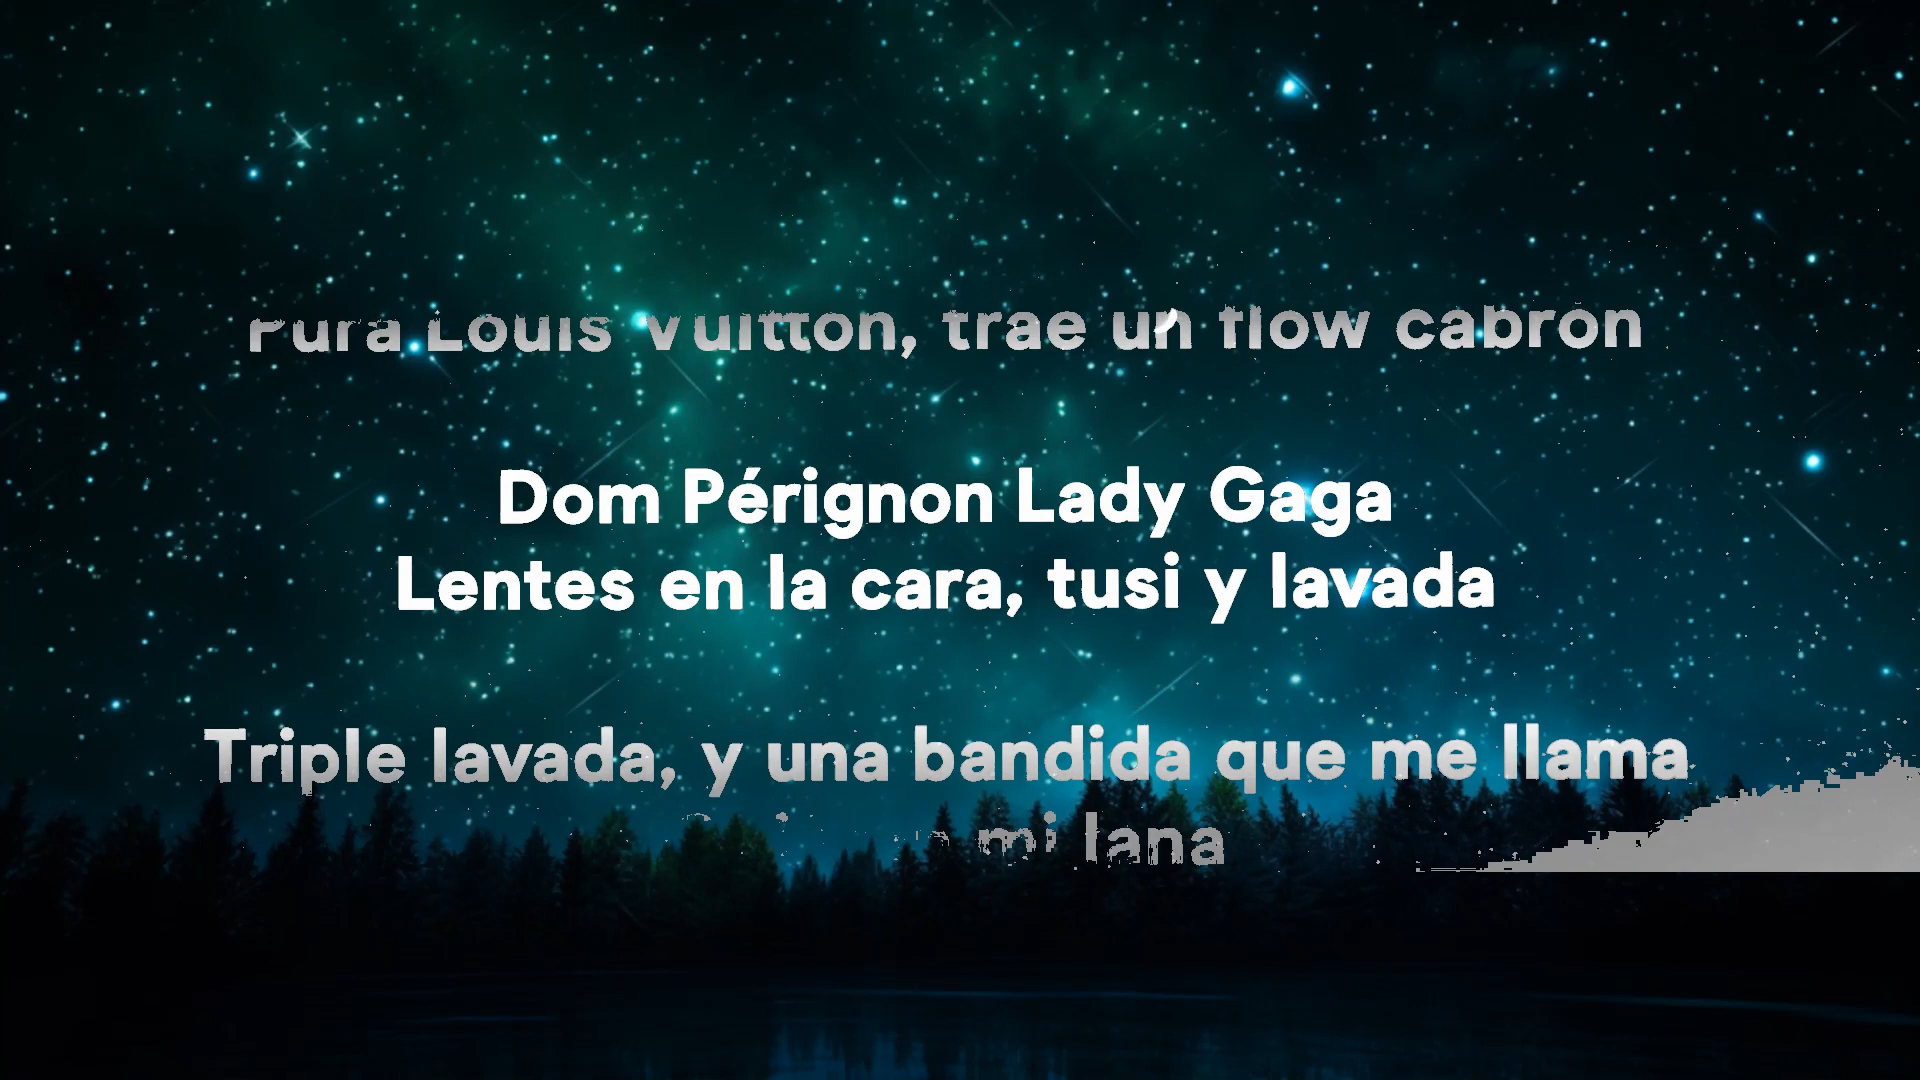 Pura Louis Vuitton, trae un flow cabrón
Dom Pérignon Lady Gaga
Lentes en la cara, tusi y lavada
Triple lavada, y una bandida que me llama
mi lana